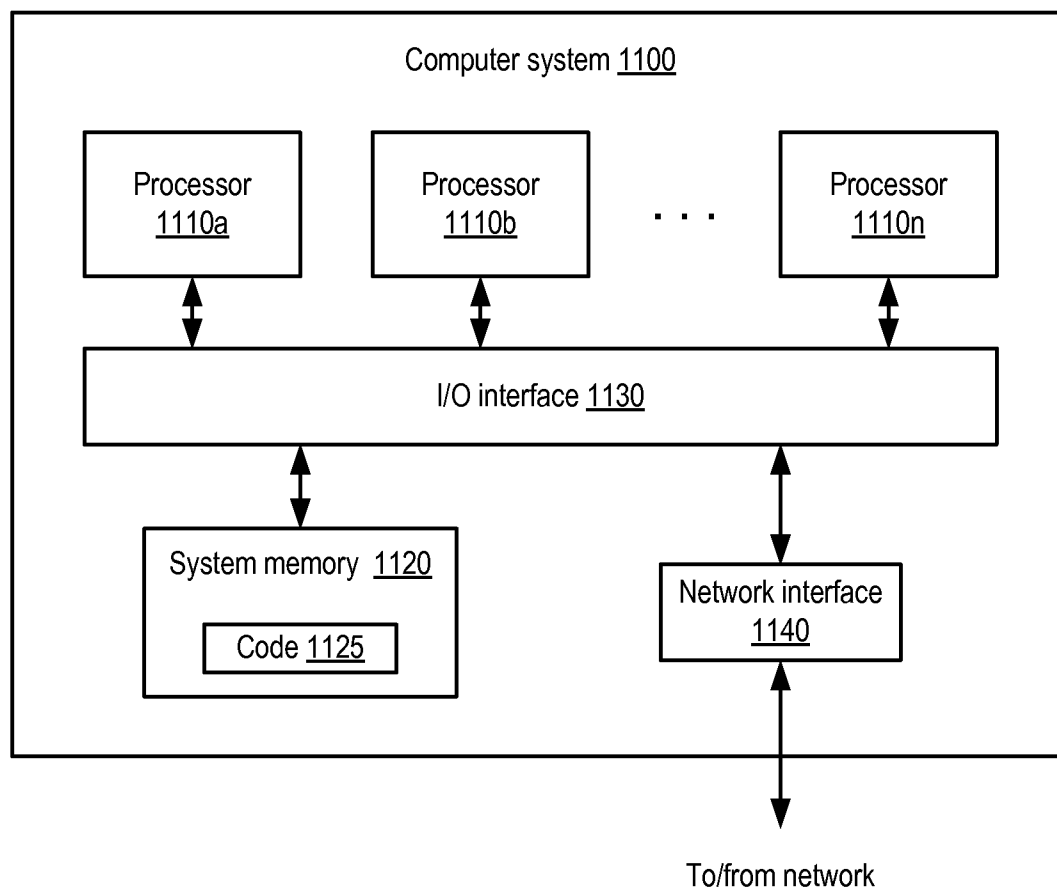 Computer system 1100
Processor
1110a
Processor
1110b
. . .
Processor
1110n
I/O interface 1130
System memory 1120
Code 1125
Network interface
1140
To/from network